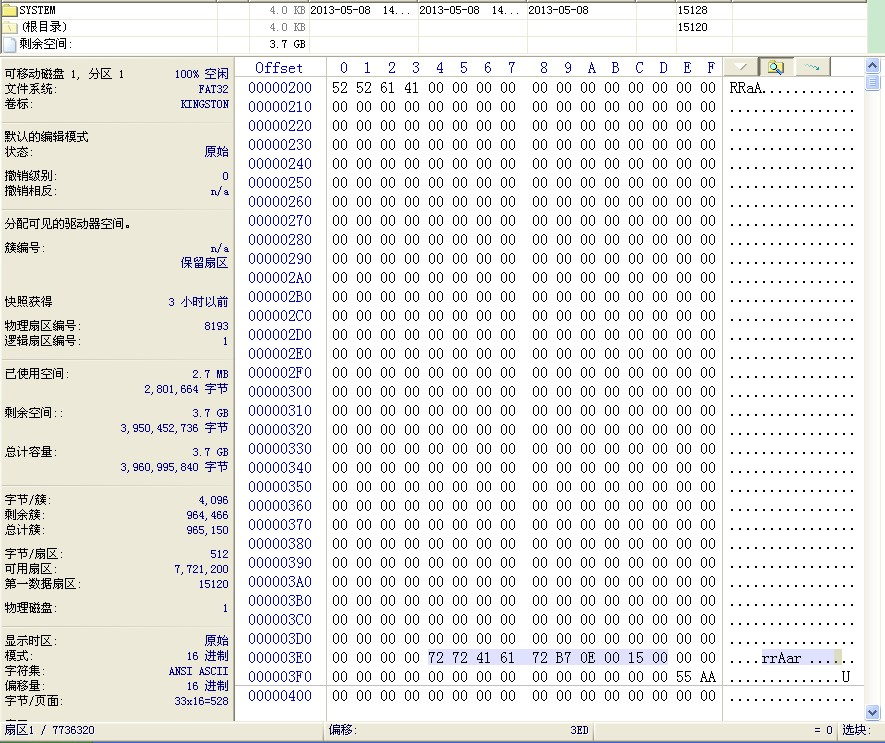 SYSTEM 4.0 KB 2013-05-08 14... 2013-05-08 14... 2013-05-08 15128
(根目录) 4.0 KB 15120
剩余空间: 3.7 GB
可移动磁盘 1, 分区 1 100% 空闲
文件系统: FAT32
卷标: KINGSTON
默认的编辑模式
状态: 原始
撤销级别: 0
撤销相反: n/a
分配可见的驱动器空间。
簇编号: n/a
保留扇区
快照获得 3 小时以前
物理扇区编号: 8193
逻辑扇区编号: 1
已使用空间: 2.7 MB
2,801,664 字节
剩余空间:: 3.7 GB
3,950,452,736 字节
总计容量: 3.7 GB
3,960,995,840 字节
字节/簇: 4,096
剩余簇: 964,466
总计簇: 965,150
字节/扇区: 512
可用扇区: 7,721,200
第一数据扇区: 15120
物理磁盘: 1
显示时区: 原始
模式: 16 进制
字符集: ANSI ASCII
偏移量: 16 进制
字节/页面: 33x16=528
Offset 0 1 2 3 4 5 6 7 8 9 A B C D E F
00000200 52 52 61 41 00 00 00 00 00 00 00 00 00 00 00 00 RRaA............
00000210 00 00 00 00 00 00 00 00 00 00 00 00 00 00 00 00 ................
00000220 00 00 00 00 00 00 00 00 00 00 00 00 00 00 00 00 ................
00000230 00 00 00 00 00 00 00 00 00 00 00 00 00 00 00 00 ................
00000240 00 00 00 00 00 00 00 00 00 00 00 00 00 00 00 00 ................
00000250 00 00 00 00 00 00 00 00 00 00 00 00 00 00 00 00 ................
00000260 00 00 00 00 00 00 00 00 00 00 00 00 00 00 00 00 ................
00000270 00 00 00 00 00 00 00 00 00 00 00 00 00 00 00 00 ................
00000280 00 00 00 00 00 00 00 00 00 00 00 00 00 00 00 00 ................
00000290 00 00 00 00 00 00 00 00 00 00 00 00 00 00 00 00 ................
000002A0 00 00 00 00 00 00 00 00 00 00 00 00 00 00 00 00 ................
000002B0 00 00 00 00 00 00 00 00 00 00 00 00 00 00 00 00 ................
000002C0 00 00 00 00 00 00 00 00 00 00 00 00 00 00 00 00 ................
000002D0 00 00 00 00 00 00 00 00 00 00 00 00 00 00 00 00 ................
000002E0 00 00 00 00 00 00 00 00 00 00 00 00 00 00 00 00 ................
000002F0 00 00 00 00 00 00 00 00 00 00 00 00 00 00 00 00 ................
00000300 00 00 00 00 00 00 00 00 00 00 00 00 00 00 00 00 ................
00000310 00 00 00 00 00 00 00 00 00 00 00 00 00 00 00 00 ................
00000320 00 00 00 00 00 00 00 00 00 00 00 00 00 00 00 00 ................
00000330 00 00 00 00 00 00 00 00 00 00 00 00 00 00 00 00 ................
00000340 00 00 00 00 00 00 00 00 00 00 00 00 00 00 00 00 ................
00000350 00 00 00 00 00 00 00 00 00 00 00 00 00 00 00 00 ................
00000360 00 00 00 00 00 00 00 00 00 00 00 00 00 00 00 00 ................
00000370 00 00 00 00 00 00 00 00 00 00 00 00 00 00 00 00 ................
00000380 00 00 00 00 00 00 00 00 00 00 00 00 00 00 00 00 ................
00000390 00 00 00 00 00 00 00 00 00 00 00 00 00 00 00 00 ................
000003A0 00 00 00 00 00 00 00 00 00 00 00 00 00 00 00 00 ................
000003B0 00 00 00 00 00 00 00 00 00 00 00 00 00 00 00 00 ................
000003C0 00 00 00 00 00 00 00 00 00 00 00 00 00 00 00 00 ................
000003D0 00 00 00 00 00 00 00 00 00 00 00 00 00 00 00 00 ................
000003E0 00 00 00 00 72 72 41 61 72 B7 0E 00 15 00 00 00 ....rrAar ......
000003F0 00 00 00 00 00 00 00 00 00 00 00 00 00 00 55 AA ..............U
00000400 00 00 00 00 00 00 00 00 00 00 00 00 00 00 00 00 ................
扇区1 / 7736320 偏移: 3ED = 0 选块: